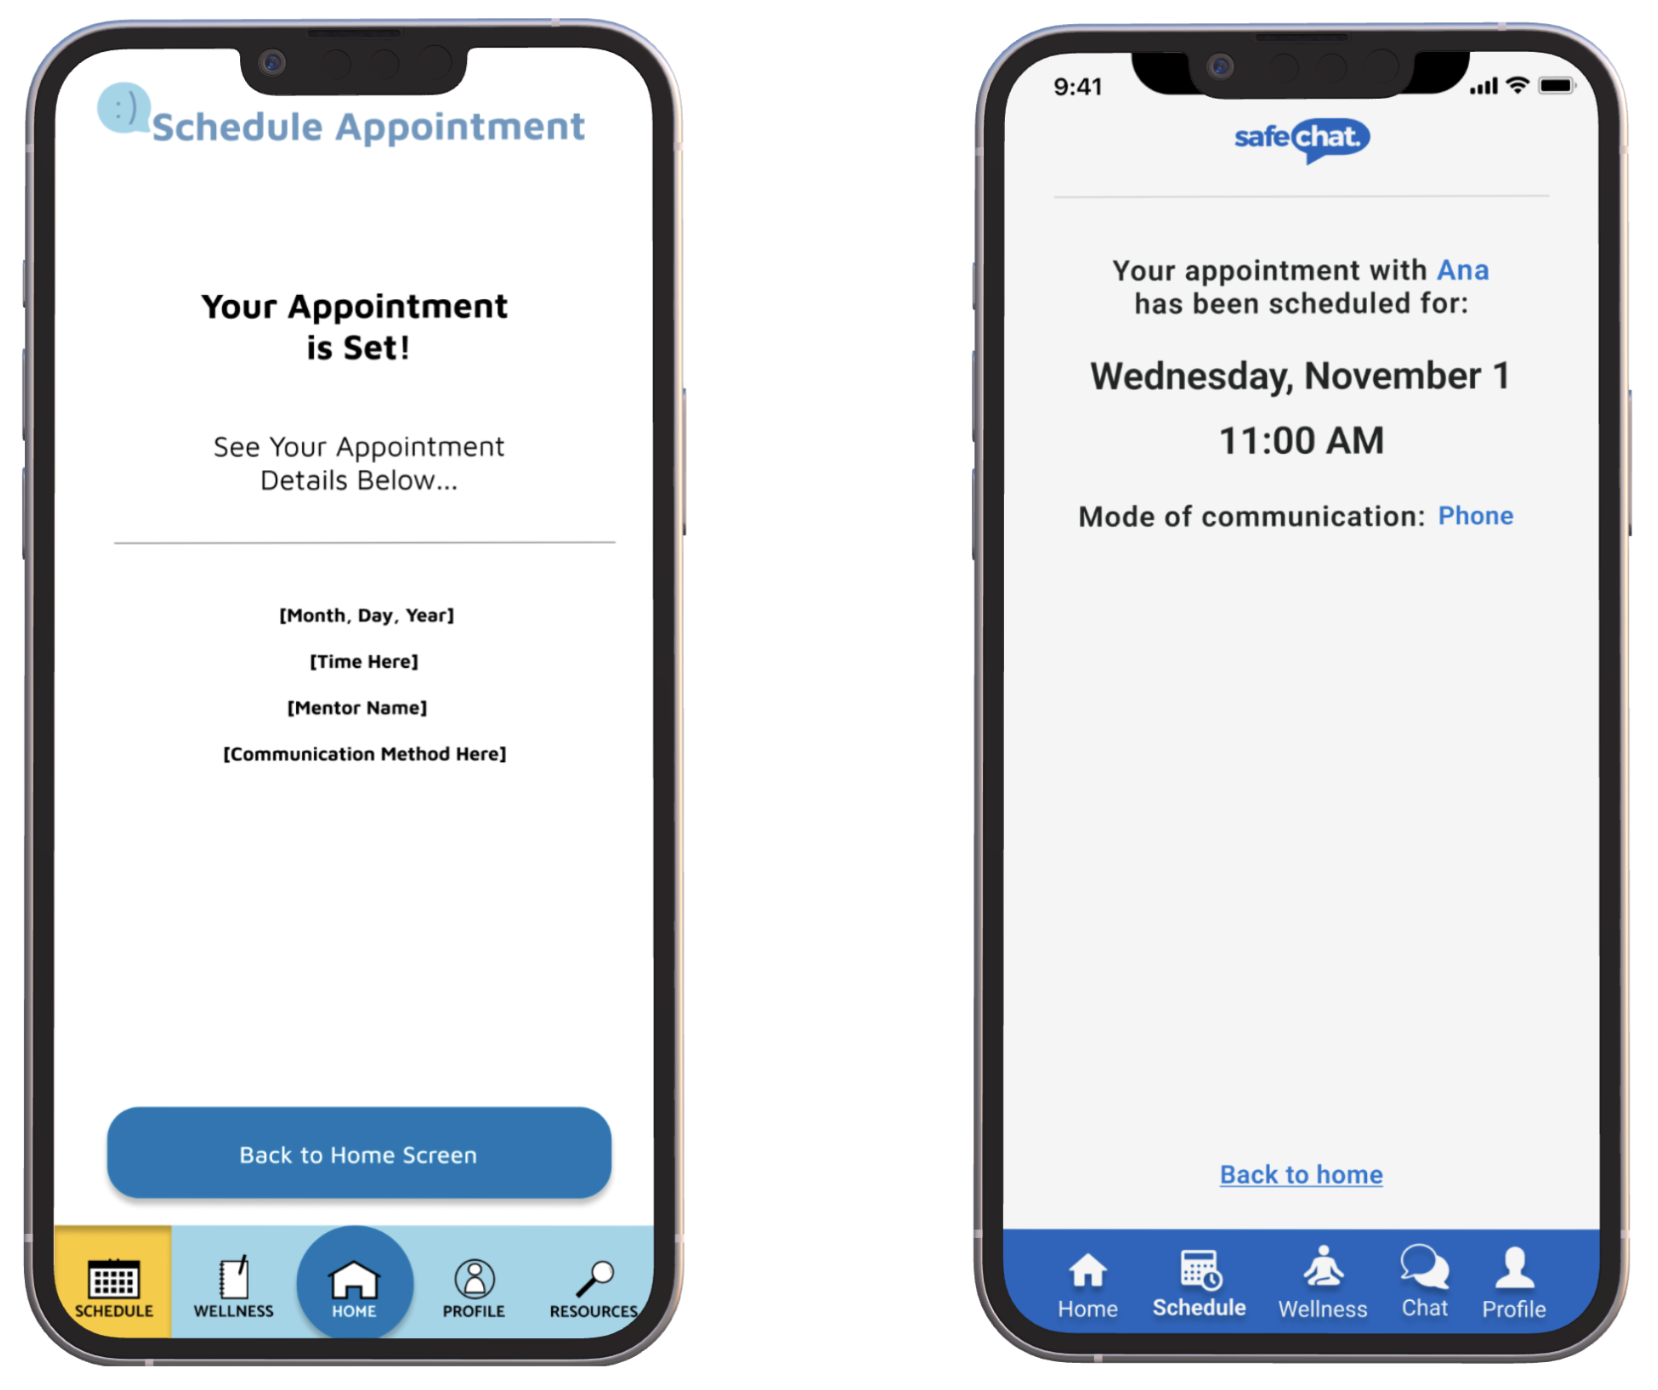 :)
Schedule Appointment
Your Appointment
is Set!
See Your Appointment
Details Below...
[Month, Day, Year]
[Time Here]
[Mentor Name]
[Communication Method Here]
Back to Home Screen
SCHEDULE
WELLNESS
HOME
PROFILE
RESOURCES
9:41
safechat.
Your appointment with Ana
has been scheduled for:
Wednesday, November 1
11:00 AM
Mode of communication: Phone
Back to home
Home
Schedule
Wellness
Chat
Profile